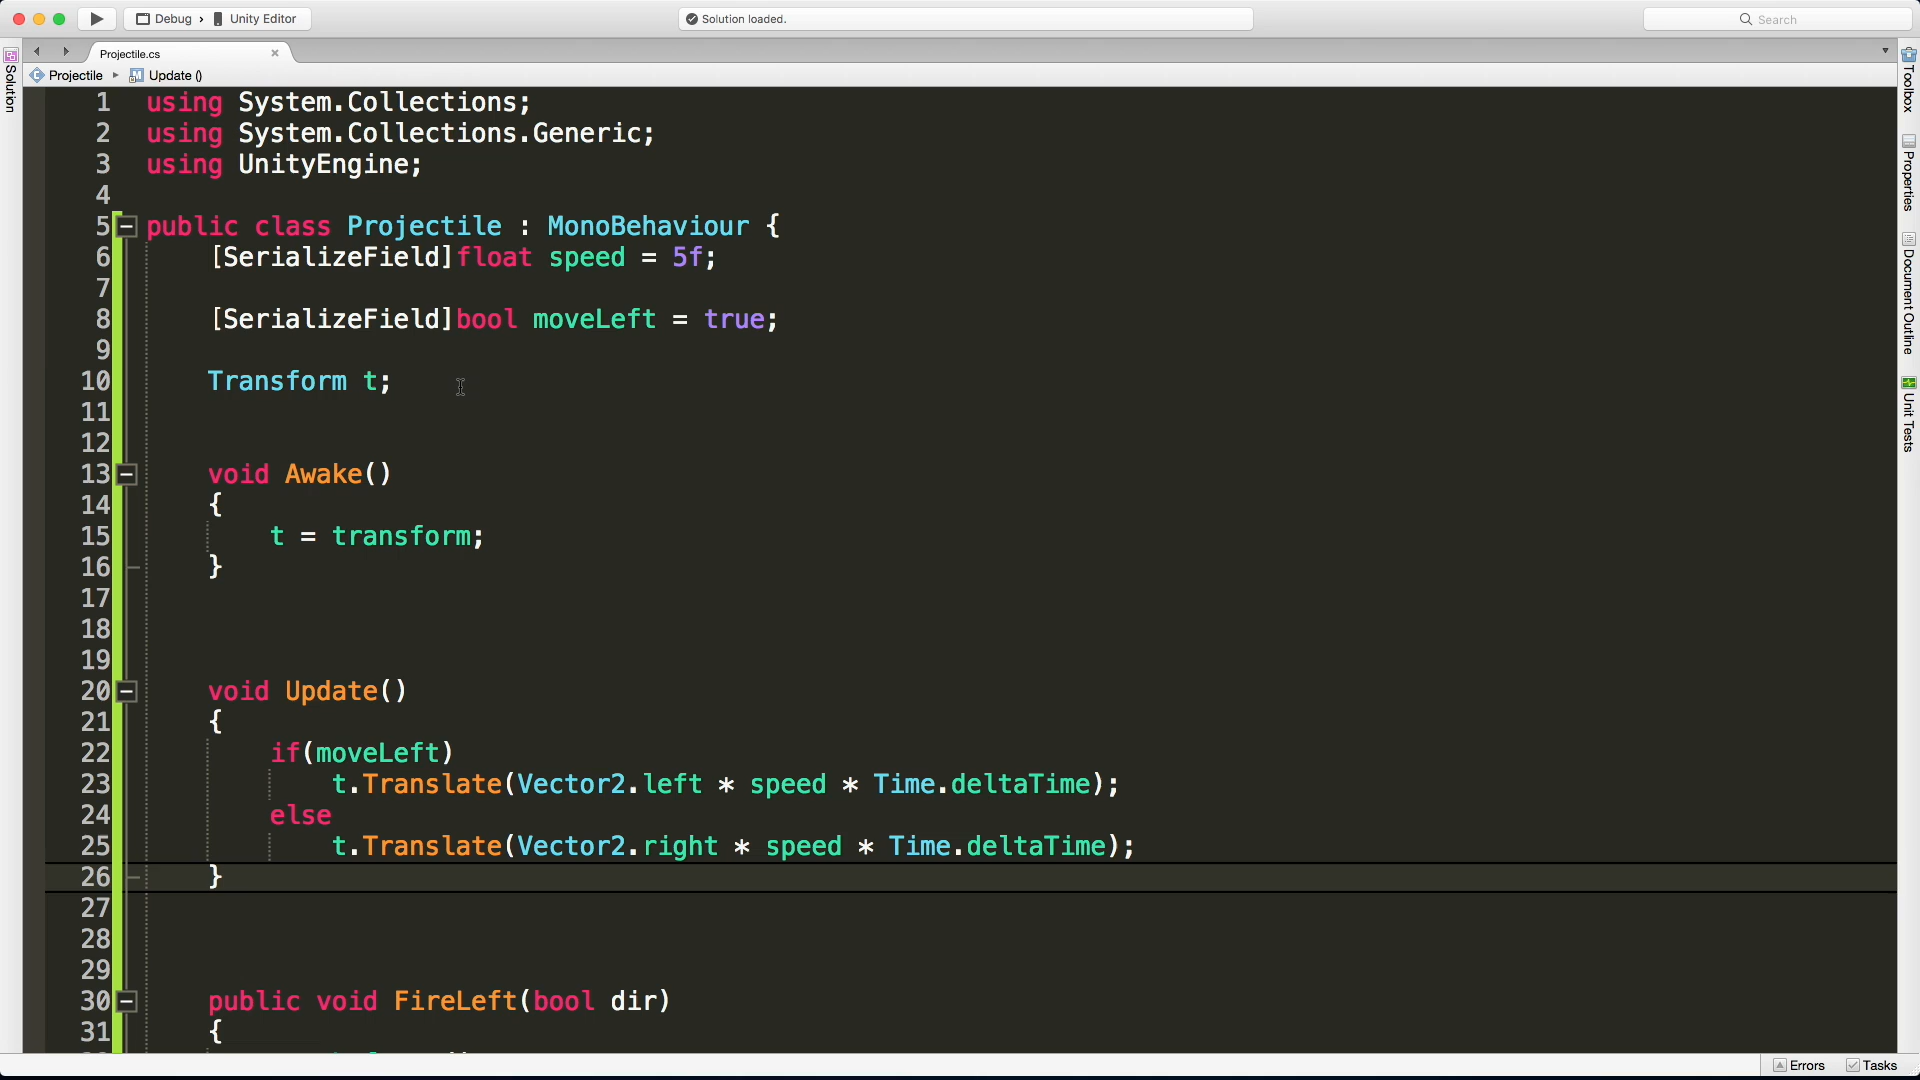 Debug › Unity Editor
Solution loaded.
Search
Projectile.cs
Projectile ▸ Update ()
Solution
Toolbox
Properties
Document Outline
Unit Tests
1 using System.Collections;
2 using System.Collections.Generic;
3 using UnityEngine;
4
5 public class Projectile : MonoBehaviour {
6 [SerializeField]float speed = 5f;
7
8 [SerializeField]bool moveLeft = true;
9
10 Transform t;
11
12
13 void Awake()
14 {
15 t = transform;
16 }
17
18
19
20 void Update()
21 {
22 if(moveLeft)
23 t.Translate(Vector2.left * speed * Time.deltaTime);
24 else
25 t.Translate(Vector2.right * speed * Time.deltaTime);
26 }
27
28
29
30 public void FireLeft(bool dir)
31 {
Errors
Tasks